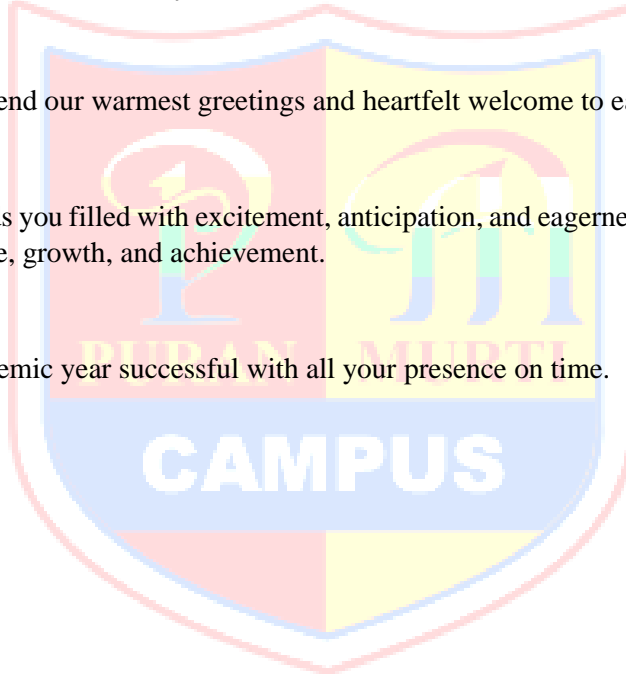 end our warmest greetings and heartfelt welcome to ea
s you filled with excitement, anticipation, and eagerne
e, growth, and achievement.
PM
PURAN MURTI
emic year successful with all your presence on time.
CAMPUS